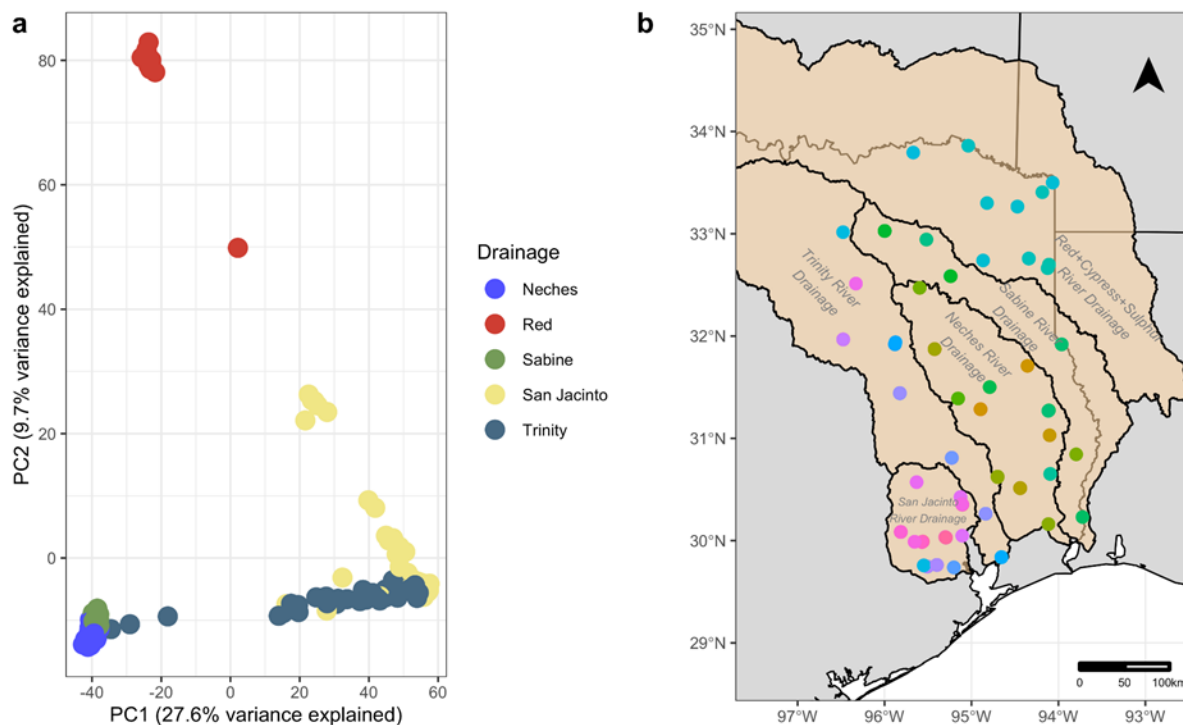 a
80
60
40
20
0
-40
-20
0
20
40
60
PC2 (9.7% variance explained)
PC1 (27.6% variance explained)
Drainage
Neches
Red
Sabine
San Jacinto
Trinity
b
35°N
34°N
33°N
32°N
31°N
30°N
29°N
97°W
96°W
95°W
94°W
93°W
Trinity River
Drainage
Neches River
Drainage
Sabine River
Drainage
Red+Cypress+Sulphur
River Drainage
San Jacinto
River Drainage
0
50
100km